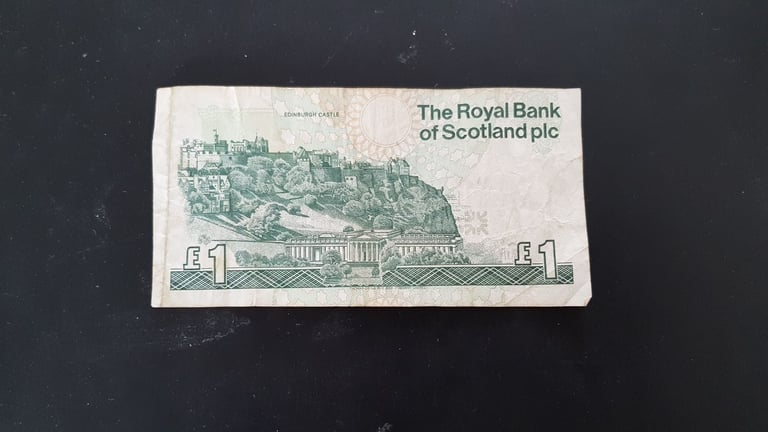 EDINBURGH CASTLE
The Royal Bank
of Scotland plc
£1
£1